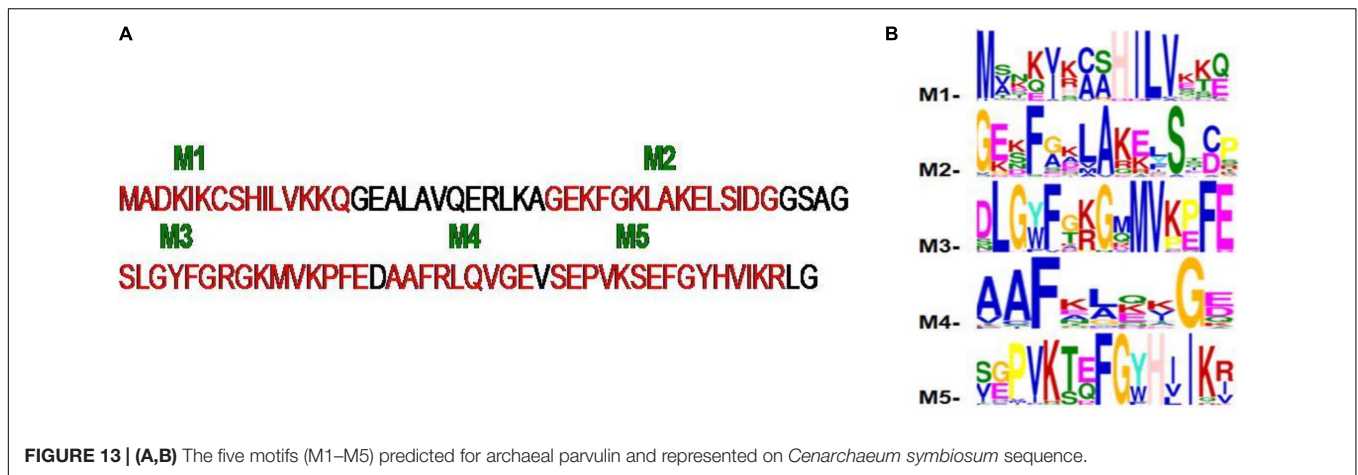 A
B
M1 M2
MADKIKCSHILVKKQGEALAVQERLKAGEKFGKLAKELSIDGGSAG
M3 M4 M5
SLGYFGRGKMVKPFEDAAFRLQVGEVSEPVKSEFGYHVIKRLG
M1-
M2-
M3-
M4-
M5-
FIGURE 13 | (A,B) The five motifs (M1–M5) predicted for archaeal parvulin and represented on Cenarchaeum symbiosum sequence.